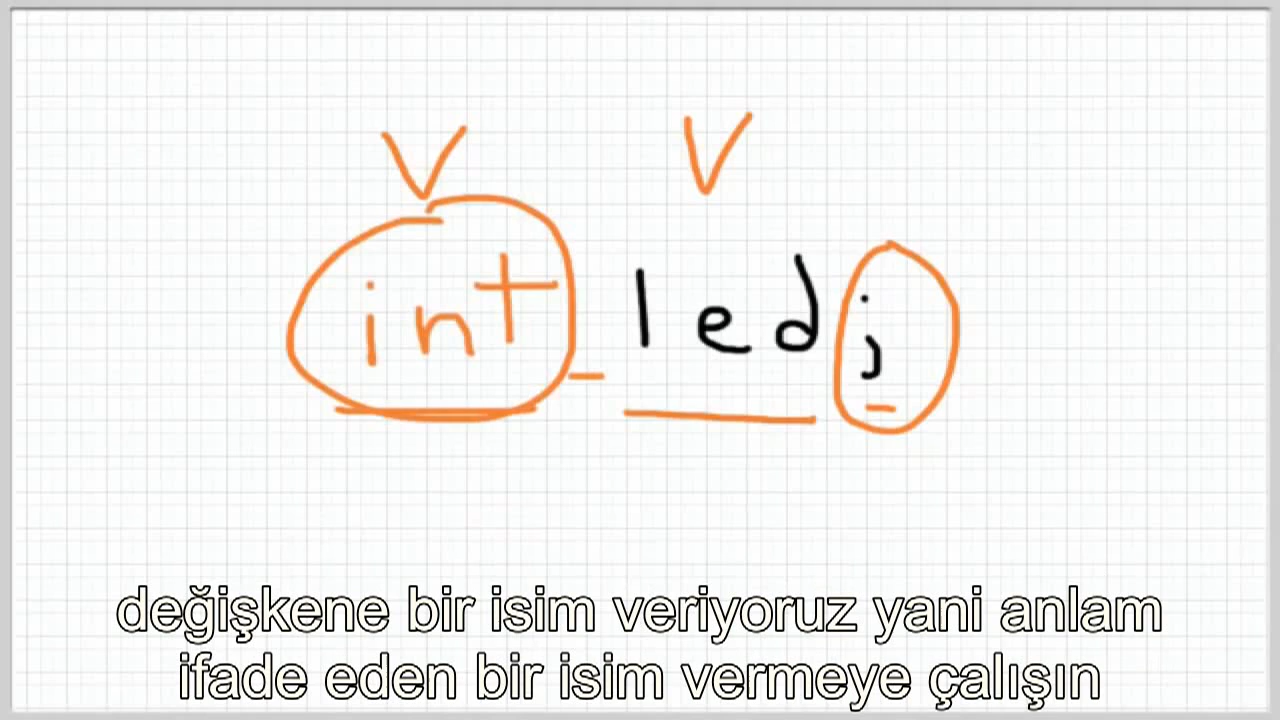 V V
int led;
değişkene bir isim veriyoruz yani anlam
ifade eden bir isim vermeye çalışın